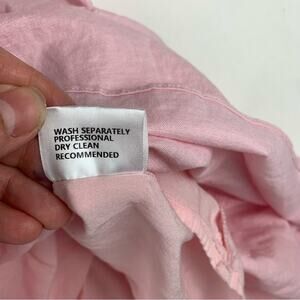 WASH SEPARATELY
PROFESSIONAL
DRY CLEAN
RECOMMENDED